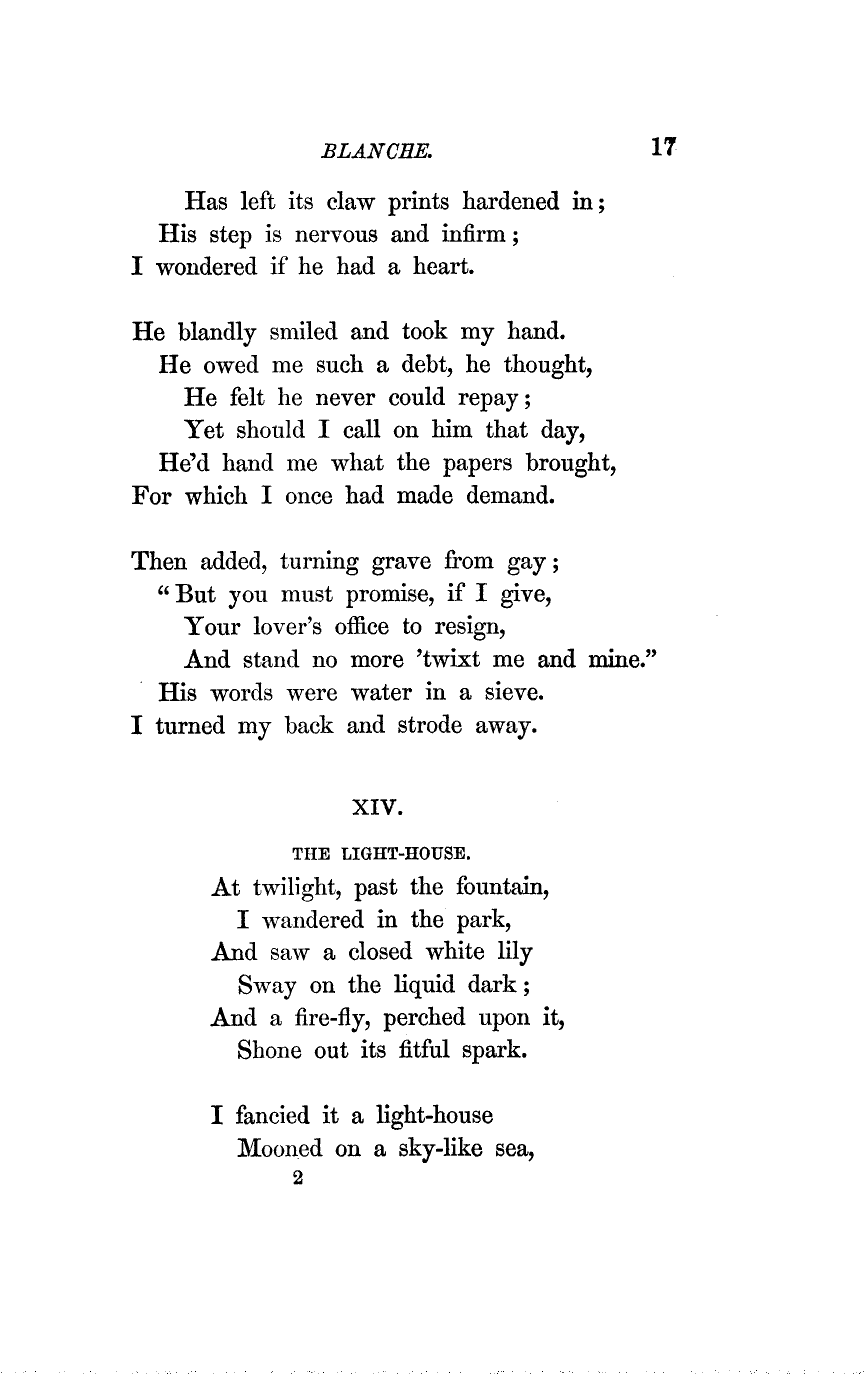 BLANCHE. 17
Has left its claw prints hardened in;
His step is nervous and infirm;
I wondered if he had a heart.
He blandly smiled and took my hand.
He owed me such a debt, he thought,
He felt he never could repay;
Yet should I call on him that day,
He'd hand me what the papers brought,
For which I once had made demand.
Then added, turning grave from gay;
"But you must promise, if I give,
Your lover's office to resign,
And stand no more 'twixt me and mine."
His words were water in a sieve.
I turned my back and strode away.
XIV.
THE LIGHT-HOUSE.
At twilight, past the fountain,
I wandered in the park,
And saw a closed white lily
Sway on the liquid dark;
And a fire-fly, perched upon it,
Shone out its fitful spark.
I fancied it a light-house
Mooned on a sky-like sea,
2